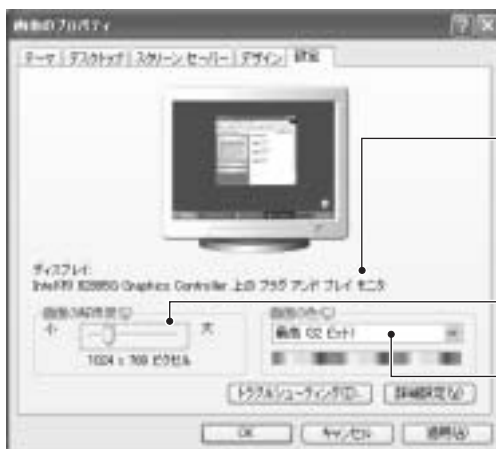 画面のプロパティ
テーマ
デスクトップ
スクリーン セーバー
デザイン
設定
ディスプレイ:
Intel(R) 82865G Graphics Controller 上の プラグ アンド プレイ モニタ
画面の解像度(S)
小
大
1024 x 768 ピクセル
画面の色(C)
最高 (32 ビット)
トラブルシューティング(T)...
詳細設定(V)
OK
キャンセル
適用(A)